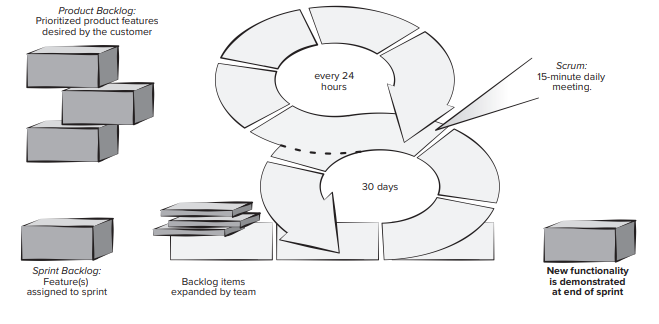 Product Backlog:
Prioritized product features
desired by the customer
every 24
hours
Scrum:
15-minute daily
meeting.
30 days
Sprint Backlog:
Feature(s)
assigned to sprint
Backlog items
expanded by team
New functionality
is demonstrated
at end of sprint